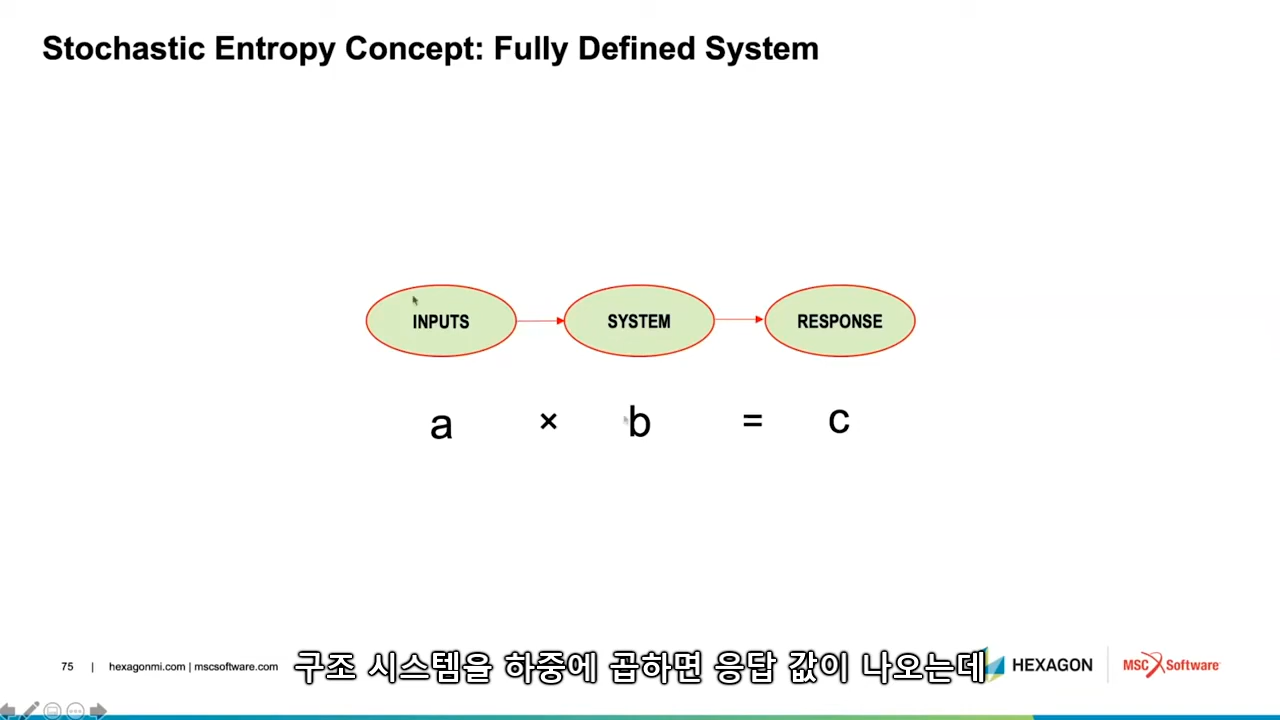 Stochastic Entropy Concept: Fully Defined System
INPUTS SYSTEM RESPONSE
a × b = c
구조 시스템을 하중에 곱하면 응답 값이 나오는데
75 | hexagonmi.com | mscsoftware.com HEXAGON MSC Software